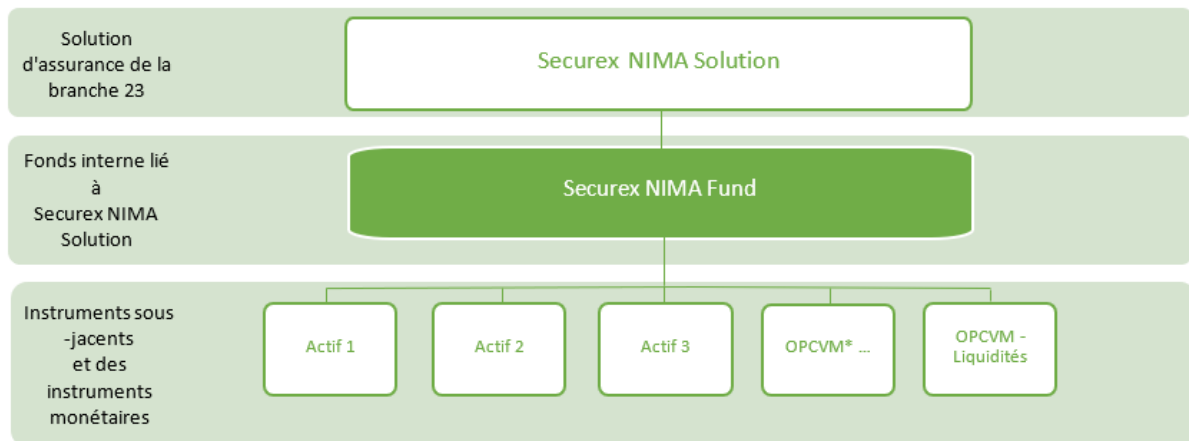 Solution
d'assurance de la
branche 23
Securex NIMA Solution
Fonds interne lié
à
Securex NIMA
Solution
Securex NIMA Fund
Instruments sous
-jacents
et des
instruments
monétaires
Actif 1
Actif 2
Actif 3
OPCVM* ...
OPCVM -
Liquidités